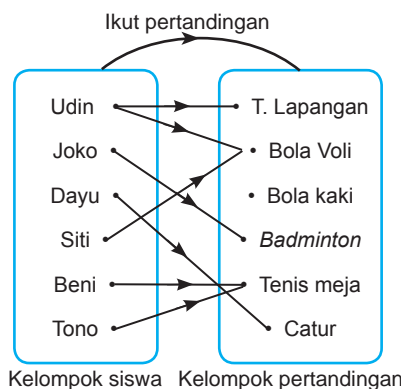 Ikut pertandingan
Udin T. Lapangan
Joko Bola Voli
Dayu Bola kaki
Siti Badminton
Beni Tenis meja
Tono Catur
Kelompok siswa Kelompok pertandingan